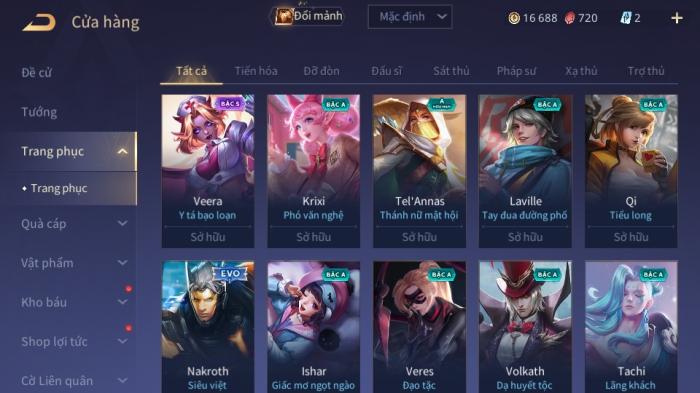 Cửa hàng
Đổi mảnh
Mặc định
16 688
720
2
Đề cử
Tướng
Trang phục
Trang phục
Quà cáp
Vật phẩm
Kho báu
Shop lợi tức
Cờ Liên quân
Tất cả
Tiến hóa
Đỡ đòn
Đấu sĩ
Sát thủ
Pháp sư
Xạ thủ
Trợ thủ
BẬC S
Veera
Y tá bạo loạn
Sở hữu
BẬC A
Krixi
Phó văn nghệ
Sở hữu
A
Tel'Annas
Thánh nữ mật hội
Sở hữu
BẬC A
Laville
Tay đua đường phố
Sở hữu
BẬC A
Qi
Tiểu long
Sở hữu
EVO
Nakroth
Siêu việt
BẬC A
Ishar
Giấc mơ ngọt ngào
BẬC A
Veres
Đạo tặc
BẬC A
Volkath
Dạ huyết tộc
BẬC A
Tachi
Lãng khách